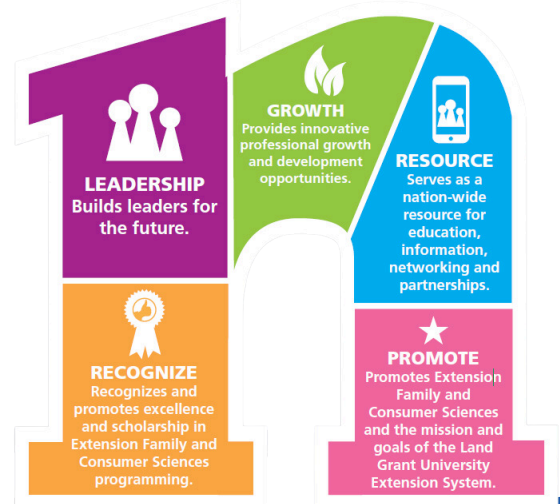 LEADERSHIP
Builds leaders for
the future.
GROWTH
Provides innovative
professional growth
and development
opportunities.
RESOURCE
Serves as a
nation-wide
resource for
education,
information,
networking and
partnerships.
RECOGNIZE
Recognizes and
promotes excellence
and scholarship in
Extension Family and
Consumer Sciences
programming.
PROMOTE
Promotes Extension
Family and
Consumer Sciences
and the mission and
goals of the Land
Grant University
Extension System.